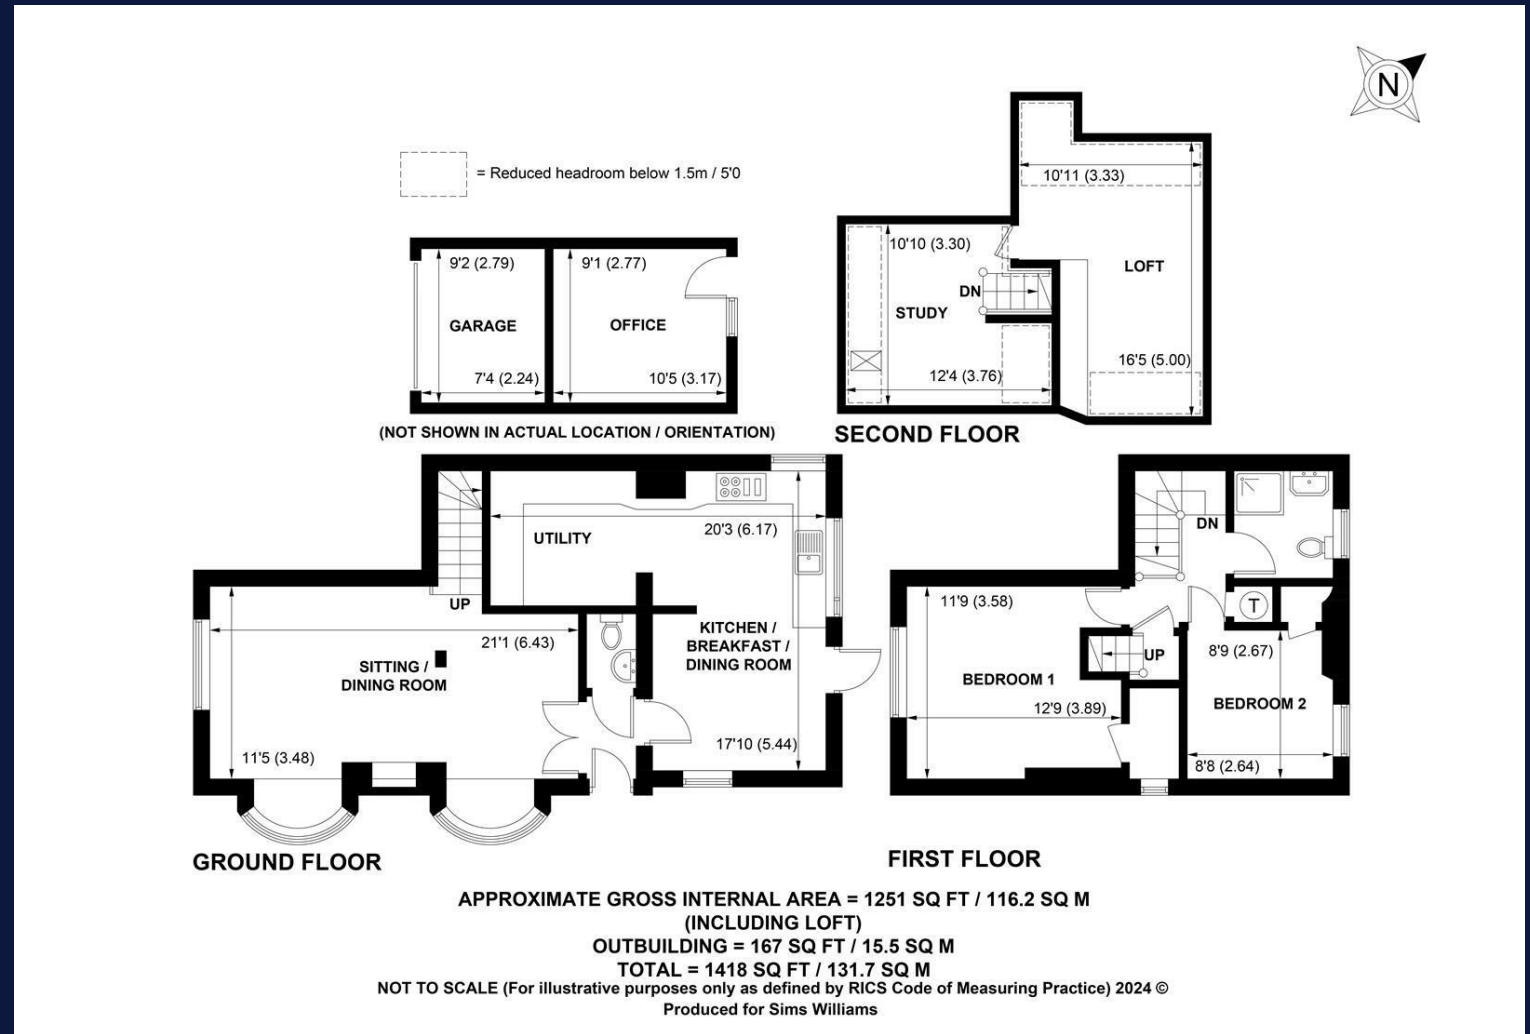 N
= Reduced headroom below 1.5m / 5'0
9'2 (2.79)
GARAGE
7'4 (2.24)
9'1 (2.77)
OFFICE
10'5 (3.17)
(NOT SHOWN IN ACTUAL LOCATION / ORIENTATION)
10'11 (3.33)
LOFT
16'5 (5.00)
10'10 (3.30)
DN
STUDY
12'4 (3.76)
SECOND FLOOR
UTILITY
20'3 (6.17)
UP
21'1 (6.43)
SITTING /
DINING ROOM
11'5 (3.48)
KITCHEN /
BREAKFAST /
DINING ROOM
17'10 (5.44)
GROUND FLOOR
DN
11'9 (3.58)
T
UP
BEDROOM 1
12'9 (3.89)
8'9 (2.67)
BEDROOM 2
8'8 (2.64)
FIRST FLOOR
APPROXIMATE GROSS INTERNAL AREA = 1251 SQ FT / 116.2 SQ M
(INCLUDING LOFT)
OUTBUILDING = 167 SQ FT / 15.5 SQ M
TOTAL = 1418 SQ FT / 131.7 SQ M
NOT TO SCALE (For illustrative purposes only as defined by RICS Code of Measuring Practice) 2024 ©
Produced for Sims Williams